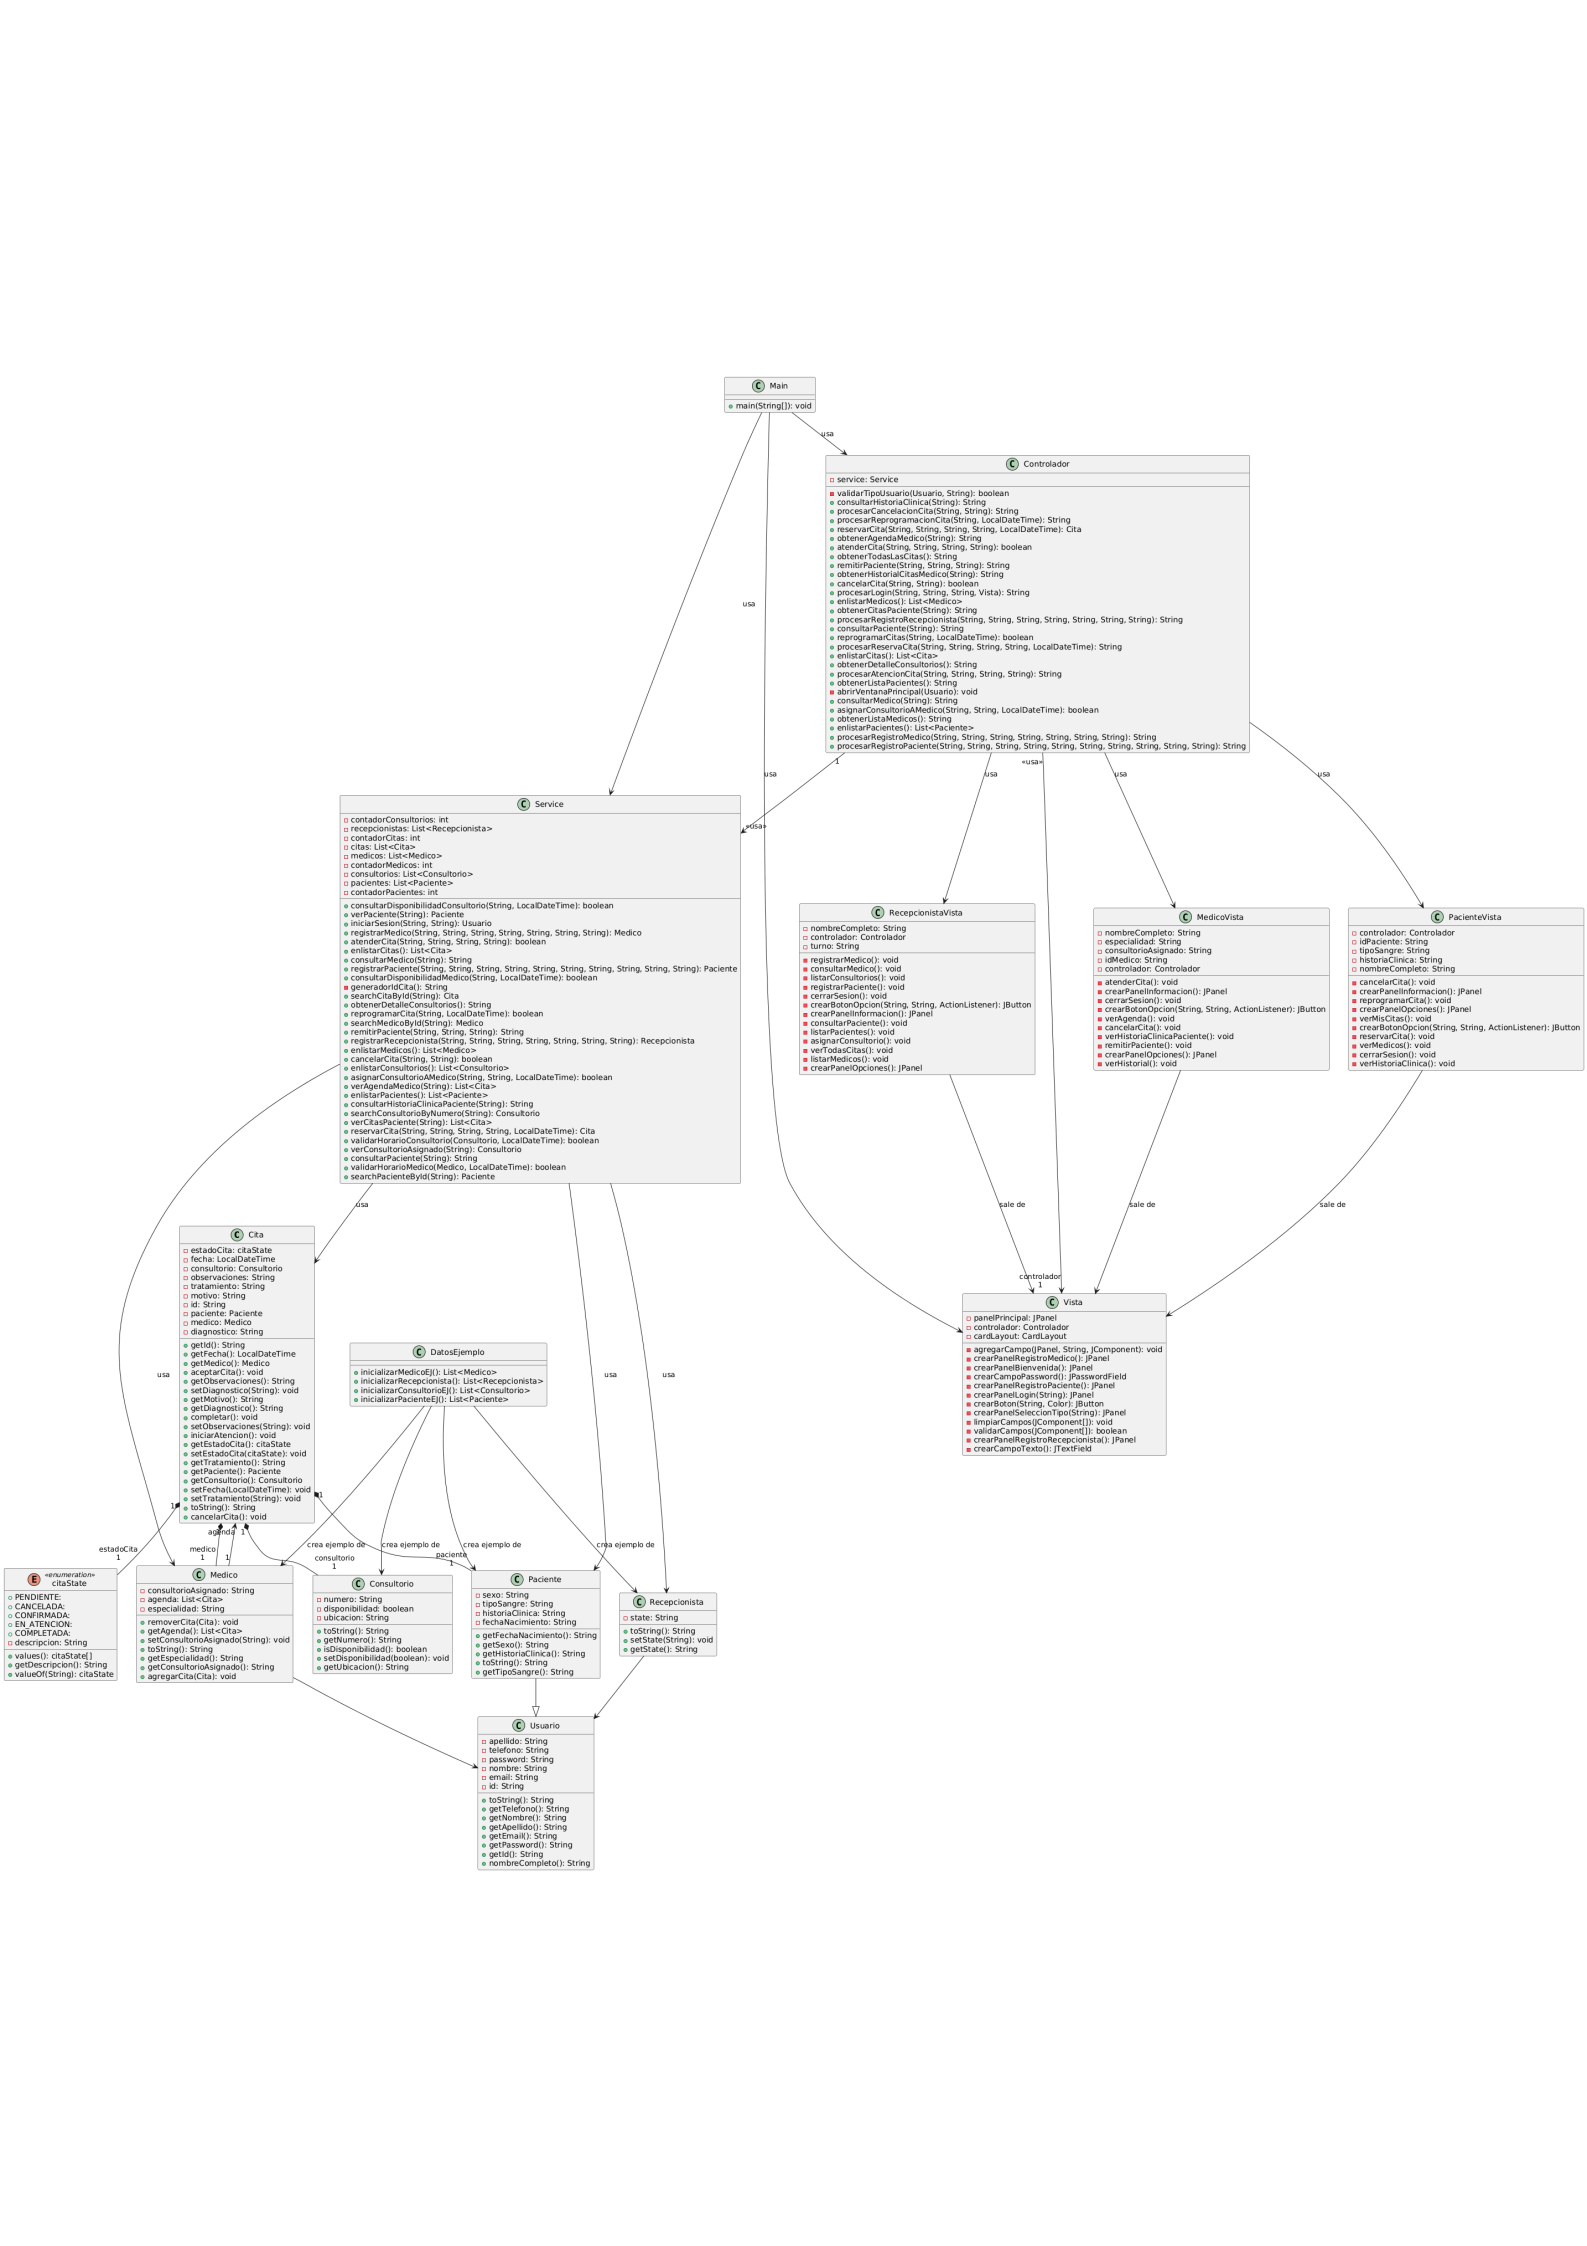 C Main
main(String[]): void
usa
C Controlador
service: Service
validarTipoUsuario(Usuario, String): boolean
consultarHistoriaClinica(String): String
procesarCancelacionCita(String, String): String
procesarReprogramacionCita(String, LocalDateTime): String
reservarCita(String, String, String, String, LocalDateTime): Cita
obtenerAgendaMedico(String): String
atenderCita(String, String, String, String): boolean
obtenerTodasLasCitas(): String
remitirPaciente(String, String, String): String
obtenerHistorialCitasMedico(String): String
cancelarCita(String, String): boolean
procesarLogin(String, String, String, Vista): String
enlistarMedicos(): List<Medico>
obtenerCitasPaciente(String): String
procesarRegistroRecepcionista(String, String, String, String, String, String, String): String
consultarPaciente(String): String
reprogramarCitas(String, LocalDateTime): boolean
procesarReservaCita(String, String, String, String, LocalDateTime): String
enlistarCitas(): List<Cita>
obtenerDetalleConsultorios(): String
procesarAtencionCita(String, String, String, String): String
obtenerListaPacientes(): String
abrirVentanaPrincipal(Usuario): void
consultarMedico(String): String
asignarConsultorioAMedico(String, String, LocalDateTime): boolean
obtenerListaMedicos(): String
enlistarPacientes(): List<Paciente>
procesarRegistroMedico(String, String, String, String, String, String, String): String
procesarRegistroPaciente(String, String, String, String, String, String, String, String, String, String): String
usa
usa
1
«usa»
usa
«usa»
usa
usa
C Service
contadorConsultorios: int
recepcionistas: List<Recepcionista>
contadorCitas: int
citas: List<Cita>
medicos: List<Medico>
contadorMedicos: int
consultorios: List<Consultorio>
pacientes: List<Paciente>
contadorPacientes: int
consultarDisponibilidadConsultorio(String, LocalDateTime): boolean
verPaciente(String): Paciente
iniciarSesion(String, String): Usuario
registrarMedico(String, String, String, String, String, String, String): Medico
atenderCita(String, String, String, String): boolean
enlistarCitas(): List<Cita>
consultarMedico(String): String
registrarPaciente(String, String, String, String, String, String, String, String, String, String): Paciente
consultarDisponibilidadMedico(String, LocalDateTime): boolean
generadorIdCita(): String
searchCitaById(String): Cita
obtenerDetalleConsultorios(): String
reprogramarCita(String, LocalDateTime): boolean
searchMedicoById(String): Medico
remitirPaciente(String, String, String): String
registrarRecepcionista(String, String, String, String, String, String, String): Recepcionista
enlistarMedicos(): List<Medico>
cancelarCita(String, String): boolean
enlistarConsultorios(): List<Consultorio>
asignarConsultorioAMedico(String, String, LocalDateTime): boolean
verAgendaMedico(String): List<Cita>
enlistarPacientes(): List<Paciente>
consultarHistoriaClinicaPaciente(String): String
searchConsultorioByNumero(String): Consultorio
verCitasPaciente(String): List<Cita>
reservarCita(String, String, String, String, LocalDateTime): Cita
validarHorarioConsultorio(Consultorio, LocalDateTime): boolean
verConsultorioAsignado(String): Consultorio
consultarPaciente(String): String
validarHorarioMedico(Medico, LocalDateTime): boolean
searchPacienteById(String): Paciente
C RecepcionistaVista
nombreCompleto: String
controlador: Controlador
turno: String
registrarMedico(): void
consultarMedico(): void
listarConsultorios(): void
registrarPaciente(): void
cerrarSesion(): void
crearBotonOpcion(String, String, ActionListener): JButton
crearPanelInformacion(): JPanel
consultarPaciente(): void
listarPacientes(): void
asignarConsultorio(): void
verTodasCitas(): void
listarMedicos(): void
crearPanelOpciones(): JPanel
C MedicoVista
nombreCompleto: String
especialidad: String
consultorioAsignado: String
idMedico: String
controlador: Controlador
atenderCita(): void
crearPanelInformacion(): JPanel
cerrarSesion(): void
crearBotonOpcion(String, String, ActionListener): JButton
verAgenda(): void
cancelarCita(): void
verHistoriaClinicaPaciente(): void
remitirPaciente(): void
crearPanelOpciones(): JPanel
verHistorial(): void
C PacienteVista
controlador: Controlador
idPaciente: String
tipoSangre: String
historiaClinica: String
nombreCompleto: String
cancelarCita(): void
crearPanelInformacion(): JPanel
reprogramarCita(): void
crearPanelOpciones(): JPanel
verMisCitas(): void
crearBotonOpcion(String, String, ActionListener): JButton
reservarCita(): void
verMedicos(): void
cerrarSesion(): void
verHistoriaClinica(): void
usa
sale de
sale de
sale de
controlador
1
C Cita
estadoCita: citaState
fecha: LocalDateTime
consultorio: Consultorio
observaciones: String
tratamiento: String
motivo: String
id: String
paciente: Paciente
medico: Medico
diagnostico: String
getId(): String
getFecha(): LocalDateTime
getMedico(): Medico
aceptarCita(): void
getObservaciones(): String
setDiagnostico(String): void
getMotivo(): String
getDiagnostico(): String
completar(): void
setObservaciones(String): void
iniciarAtencion(): void
getEstadoCita(): citaState
setEstadoCita(citaState): void
getTratamiento(): String
getPaciente(): Paciente
getConsultorio(): Consultorio
setFecha(LocalDateTime): void
setTratamiento(String): void
toString(): String
cancelarCita(): void
C Vista
panelPrincipal: JPanel
controlador: Controlador
cardLayout: CardLayout
agregarCampo(JPanel, String, JComponent): void
crearPanelRegistroMedico(): JPanel
crearPanelBienvenida(): JPanel
crearCampoPassword(): JPasswordField
crearPanelRegistroPaciente(): JPanel
crearPanelLogin(String): JPanel
crearBoton(String, Color): JButton
crearPanelSeleccionTipo(String): JPanel
limpiarCampos(JComponent[]): void
validarCampos(JComponent[]): boolean
crearPanelRegistroRecepcionista(): JPanel
crearCampoTexto(): JTextField
C DatosEjemplo
inicializarMedicoEJ(): List<Medico>
inicializarRecepcionista(): List<Recepcionista>
inicializarConsultorioEJ(): List<Consultorio>
inicializarPacienteEJ(): List<Paciente>
usa
usa
usa
1
1
agenda
1
estadoCita
1
medico
1
1
consultorio
1
crea ejemplo de
crea ejemplo de
paciente
1
crea ejemplo de
crea ejemplo de
E «enumeration»
citaState
PENDIENTE:
CANCELADA:
CONFIRMADA:
EN_ATENCION:
COMPLETADA:
descripcion: String
values(): citaState[]
getDescripcion(): String
valueOf(String): citaState
C Medico
consultorioAsignado: String
agenda: List<Cita>
especialidad: String
removerCita(Cita): void
getAgenda(): List<Cita>
setConsultorioAsignado(String): void
toString(): String
getEspecialidad(): String
getConsultorioAsignado(): String
agregarCita(Cita): void
C Consultorio
numero: String
disponibilidad: boolean
ubicacion: String
toString(): String
getNumero(): String
isDisponibilidad(): boolean
setDisponibilidad(boolean): void
getUbicacion(): String
C Paciente
sexo: String
tipoSangre: String
historiaClinica: String
fechaNacimiento: String
getFechaNacimiento(): String
getSexo(): String
getHistoriaClinica(): String
toString(): String
getTipoSangre(): String
C Recepcionista
state: String
toString(): String
setState(String): void
getState(): String
C Usuario
apellido: String
telefono: String
password: String
nombre: String
email: String
id: String
toString(): String
getTelefono(): String
getNombre(): String
getApellido(): String
getEmail(): String
getPassword(): String
getId(): String
nombreCompleto(): String